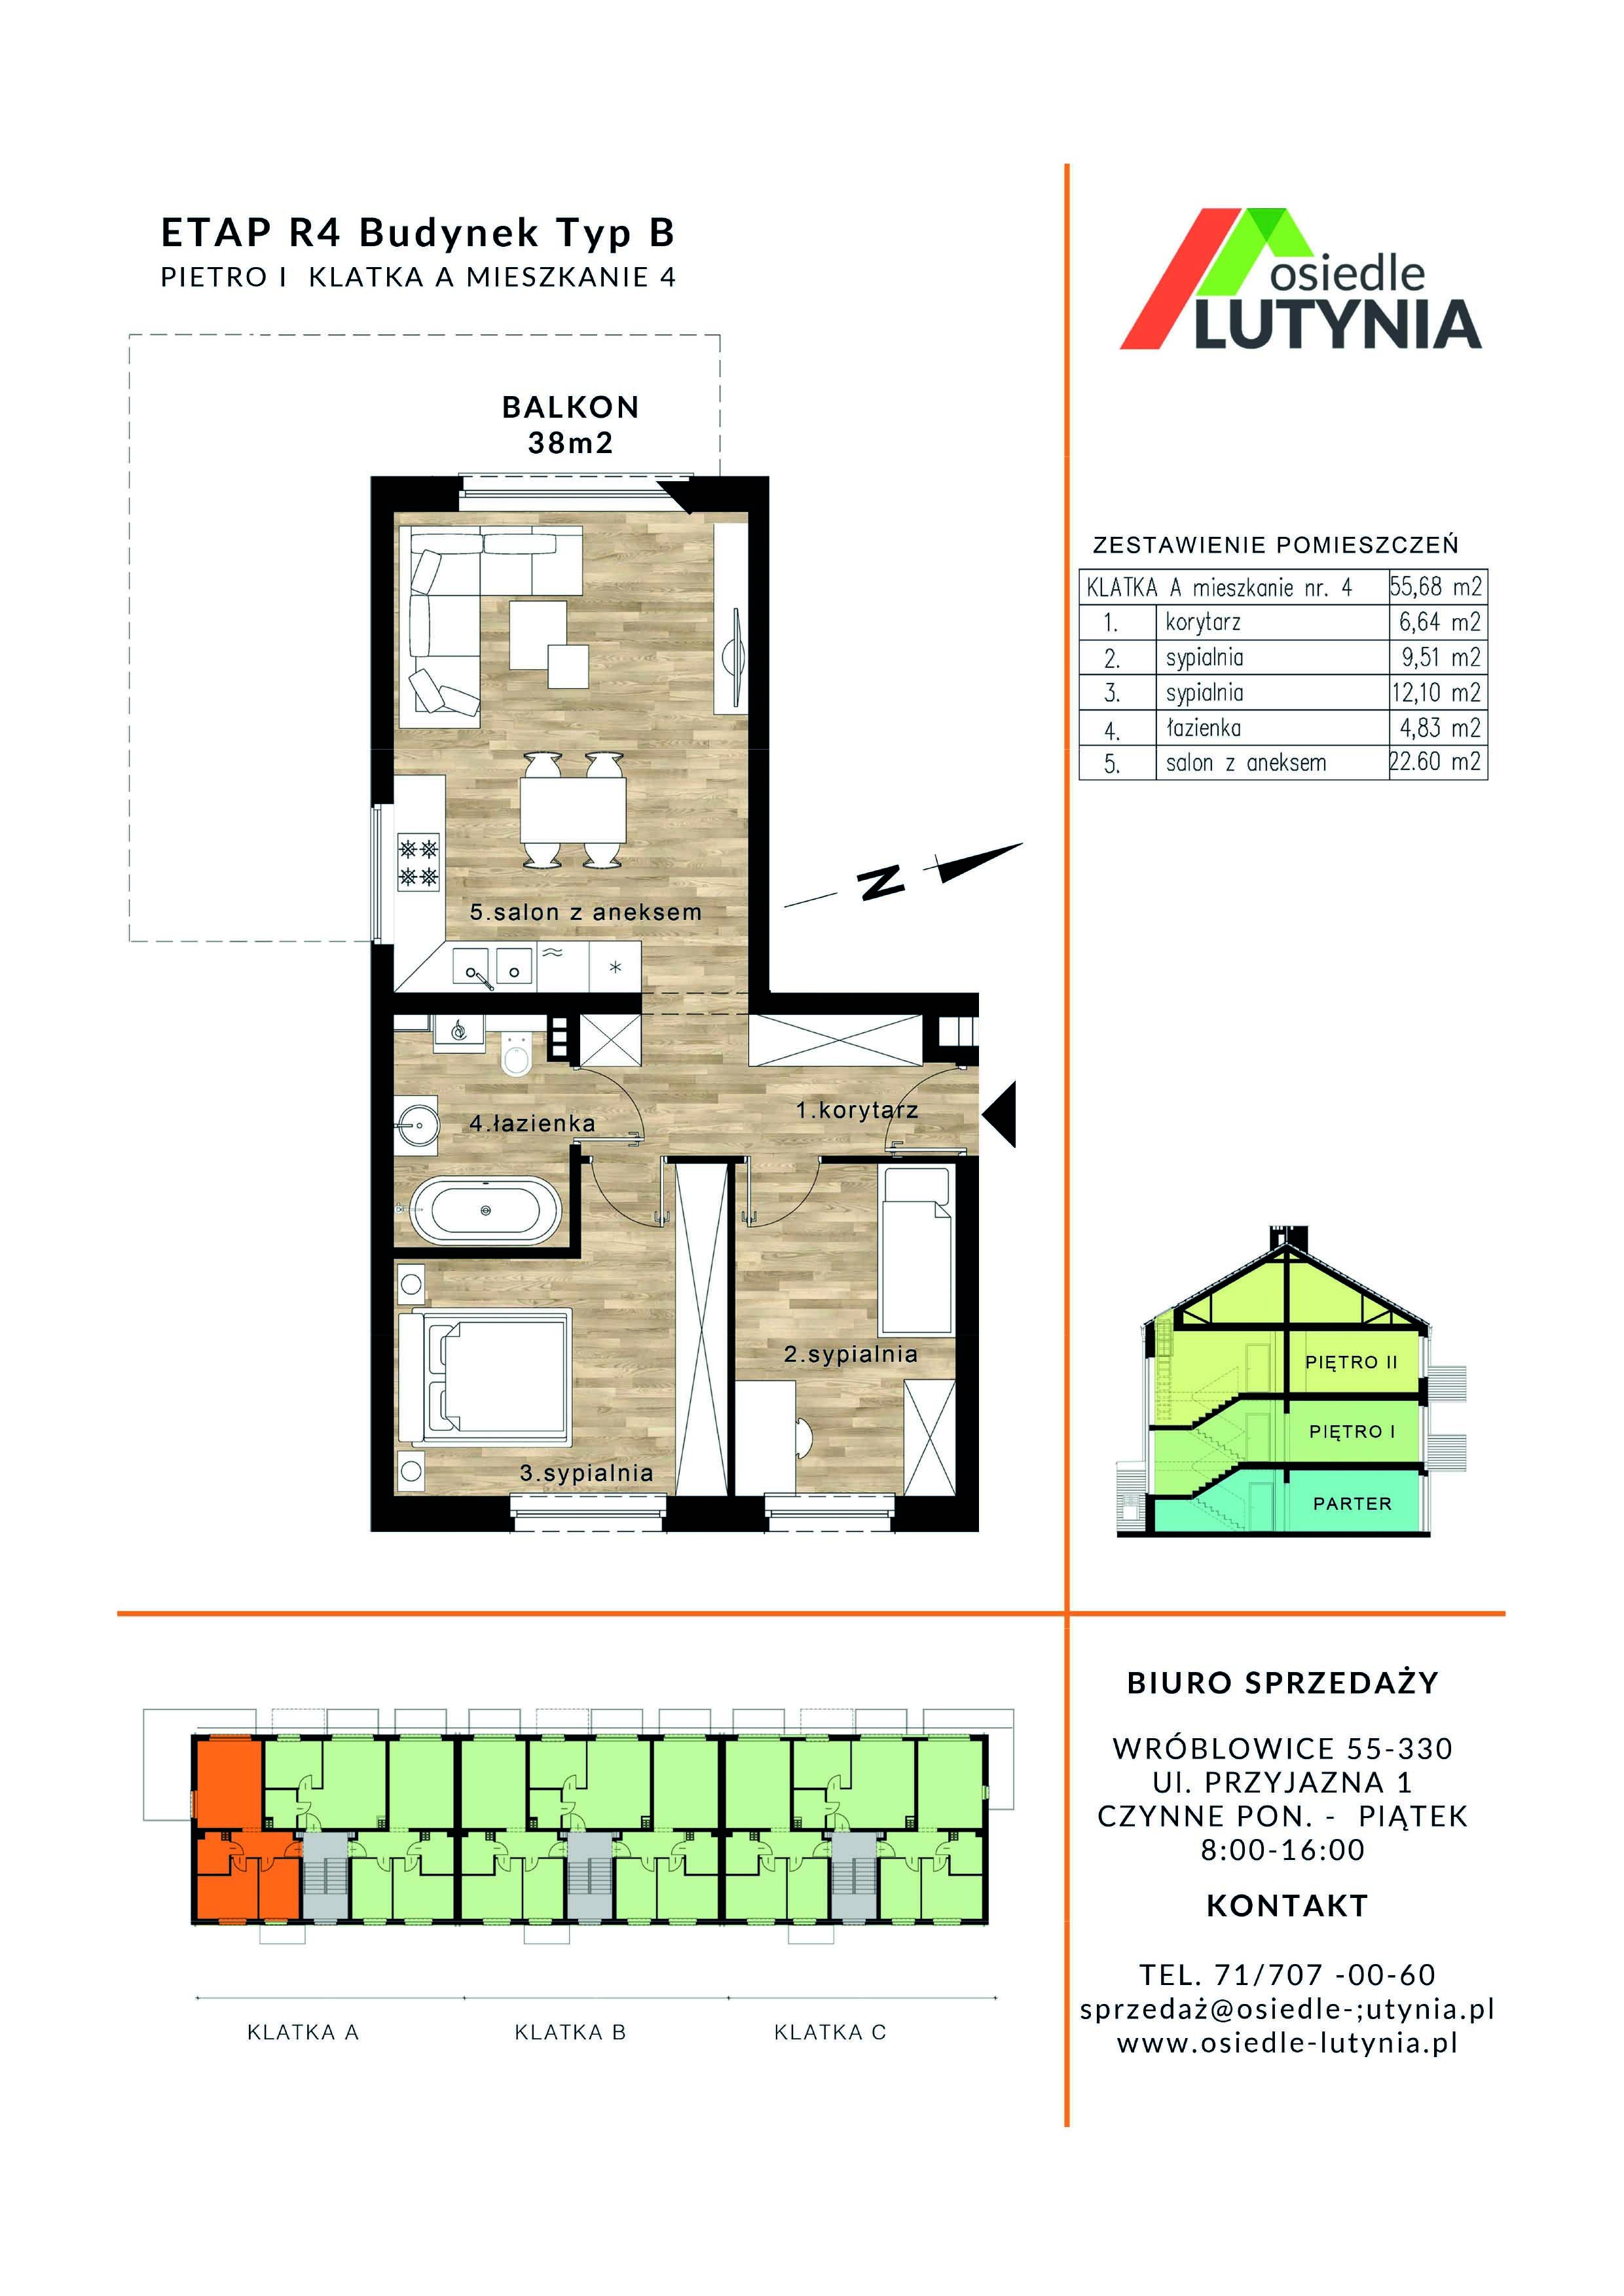 ETAP R4 Budynek Typ B
PIETRO I KLATKA A MIESZKANIE 4
osiedle
LUTYNIA
BALKON
38m2
ZESTAWIENIE POMIESZCZEŃ
KLATKA A mieszkanie nr. 4 55,68 m2
1. korytarz 6,64 m2
2. sypialnia 9,51 m2
3. sypialnia 12,10 m2
4. łazienka 4,83 m2
5. salon z aneksem 22.60 m2
N
5.salon z aneksem
1.korytarz
4.łazienka
2.sypialnia
3.sypialnia
PIĘTRO II
PIĘTRO I
PARTER
KLATKA A
KLATKA B
KLATKA C
BIURO SPRZEDAŻY
WRÓBLOWICE 55-330
Ul. PRZYJAZNA 1
CZYNNE PON. - PIĄTEK
8:00-16:00
KONTAKT
TEL. 71/707 -00-60
sprzedaż@osiedle-;utynia.pl
www.osiedle-lutynia.pl